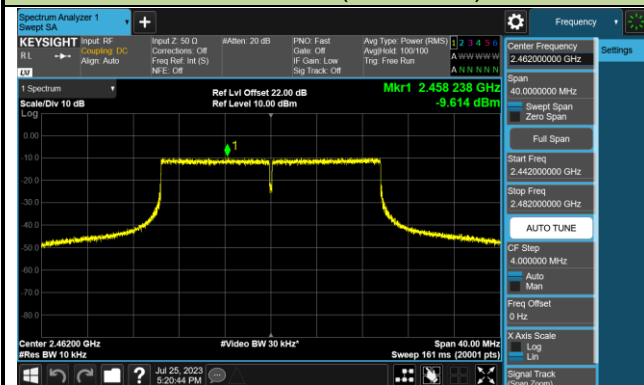 Spectrum Analyzer 1
Swept SA
Frequency
KEYSIGHT Input: RF
RL
Coupling: DC
Align: Auto
Input Z: 50 Ω
Corrections: Off
Freq Ref: Int (S)
NFE: Off
#Atten: 20 dB
PNO: Fast
Gate: Off
IF Gain: Low
Sig Track: Off
Avg Type: Power (RMS)
Avg|Hold: 100/100
Trig: Free Run
1 2 3 4 5 6
A W W W W W
A N N N N N
1 Spectrum
Scale/Div 10 dB
Log
Ref Lvl Offset 22.00 dB
Ref Level 10.00 dBm
Mkr1 2.458 238 GHz
-9.614 dBm
0.00
-10.0
-20.0
-30.0
-40.0
-50.0
-60.0
-70.0
-80.0
1
Center 2.46200 GHz
#Res BW 10 kHz
#Video BW 30 kHz*
Span 40.00 MHz
Sweep 161 ms (20001 pts)
Jul 25, 2023
5:20:44 PM
Center Frequency
2.462000000 GHz
Settings
Span
40.0000000 MHz
Swept Span
Zero Span
Full Span
Start Freq
2.442000000 GHz
Stop Freq
2.482000000 GHz
AUTO TUNE
CF Step
4.000000 MHz
Auto
Man
Freq Offset
0 Hz
X Axis Scale
Log
Lin
Signal Track
(Span Zoom)